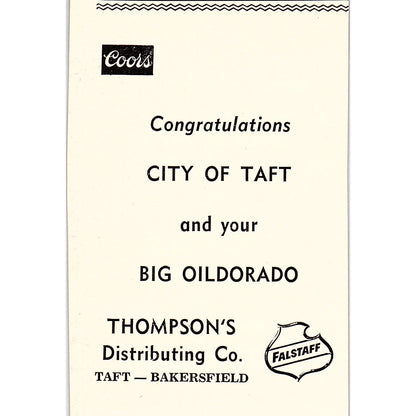 Coors
Congratulations
CITY OF TAFT
and your
BIG OILDORADO
THOMPSON'S
Distributing Co.
TAFT — BAKERSFIELD
FALSTAFF